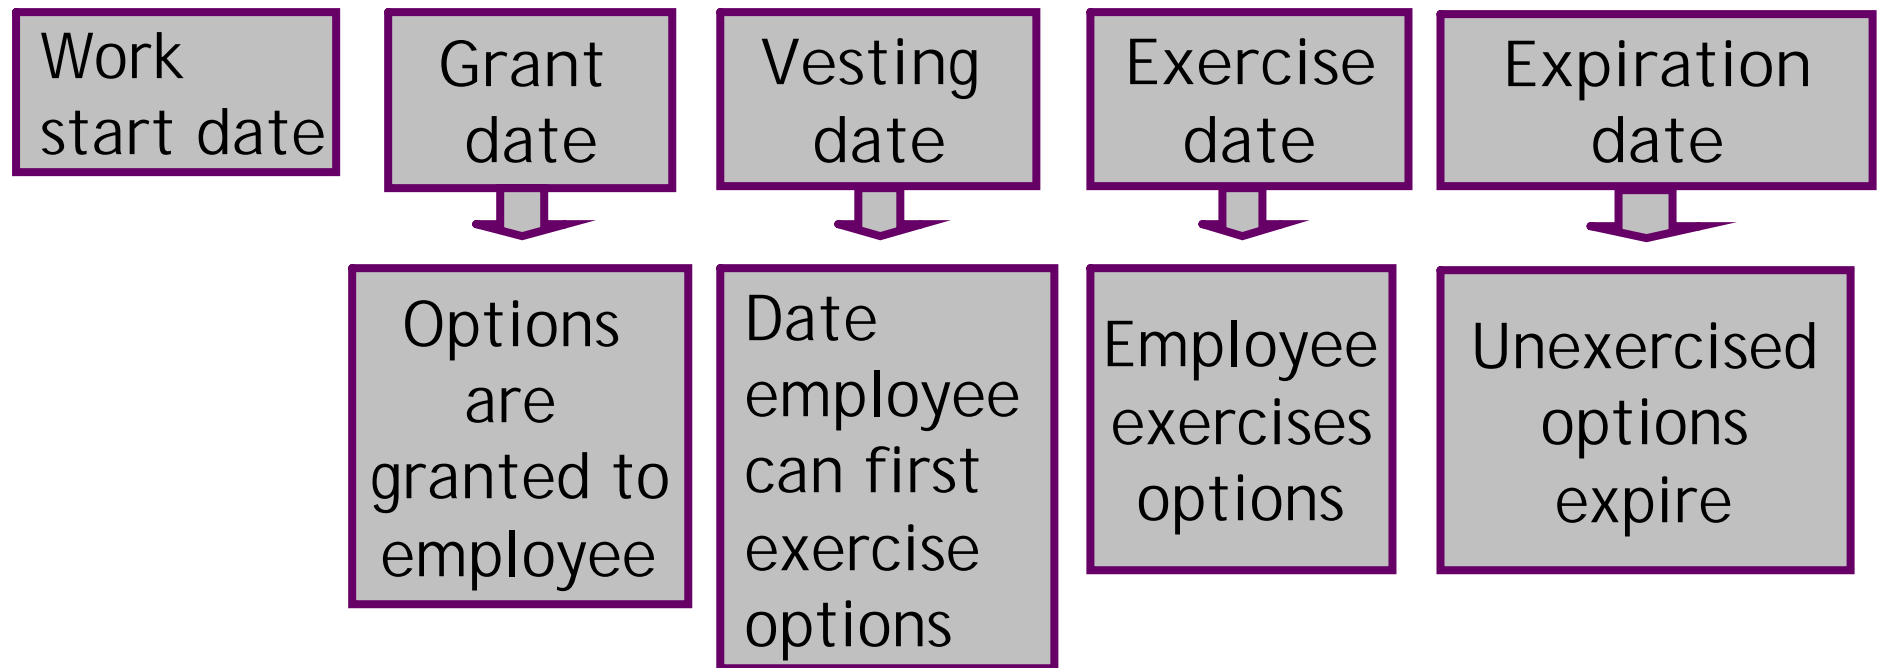 Work
start date
Grant
date
Vesting
date
Exercise
date
Expiration
date
Options
are
granted to
employee
Date
employee
can first
exercise
options
Employee
exercises
options
Unexercised
options
expire